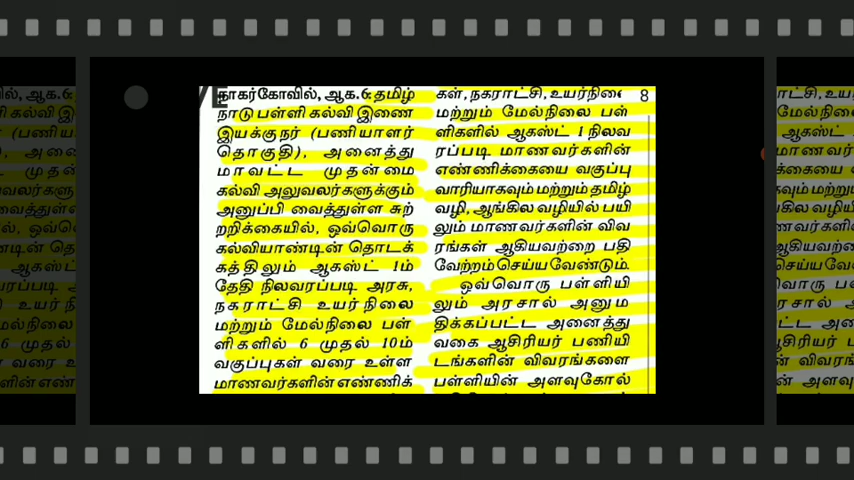 நாகர்கோவில், ஆக.6: தமிழ்
நாடு பள்ளி கல்வி இணை
இயக்குநர் (பணியாளர்
தொகுதி), அனைத்து
மாவட்ட முதன்மை
கல்வி அலுவலர்களுக்கும்
அனுப்பி வைத்துள்ள சுற்
றறிக்கையில், ஒவ்வொரு
கல்வியாண்டின் தொடக்
கத்திலும் ஆகஸ்ட் 1ம்
தேதி நிலவரப்படி அரசு,
நகராட்சி உயர்நிலை
மற்றும் மேல்நிலை பள்
ளிகளில் 6 முதல் 10ம்
வகுப்புகள் வரை உள்ள
மாணவர்களின் எண்ணிக்
கள், நகராட்சி, உயர்நிலை
மற்றும் மேல்நிலை பள்
ளிகளில் ஆகஸ்ட் 1 நிலவ
ரப்படி மாணவர்களின்
எண்ணிக்கையை வகுப்பு
வாரியாகவும் மற்றும் தமிழ்
வழி, ஆங்கில வழியில் பயி
லும் மாணவர்களின் விவ
ரங்கள் ஆகியவற்றை பதி
வேற்றம் செய்ய வேண்டும்.
ஒவ்வொரு பள்ளியி
லும் அரசால் அனும
திக்கப்பட்ட அனைத்து
வகை ஆசிரியர் பணியி
டங்களின் விவரங்களை
பள்ளியின் அளவுகோல்
8